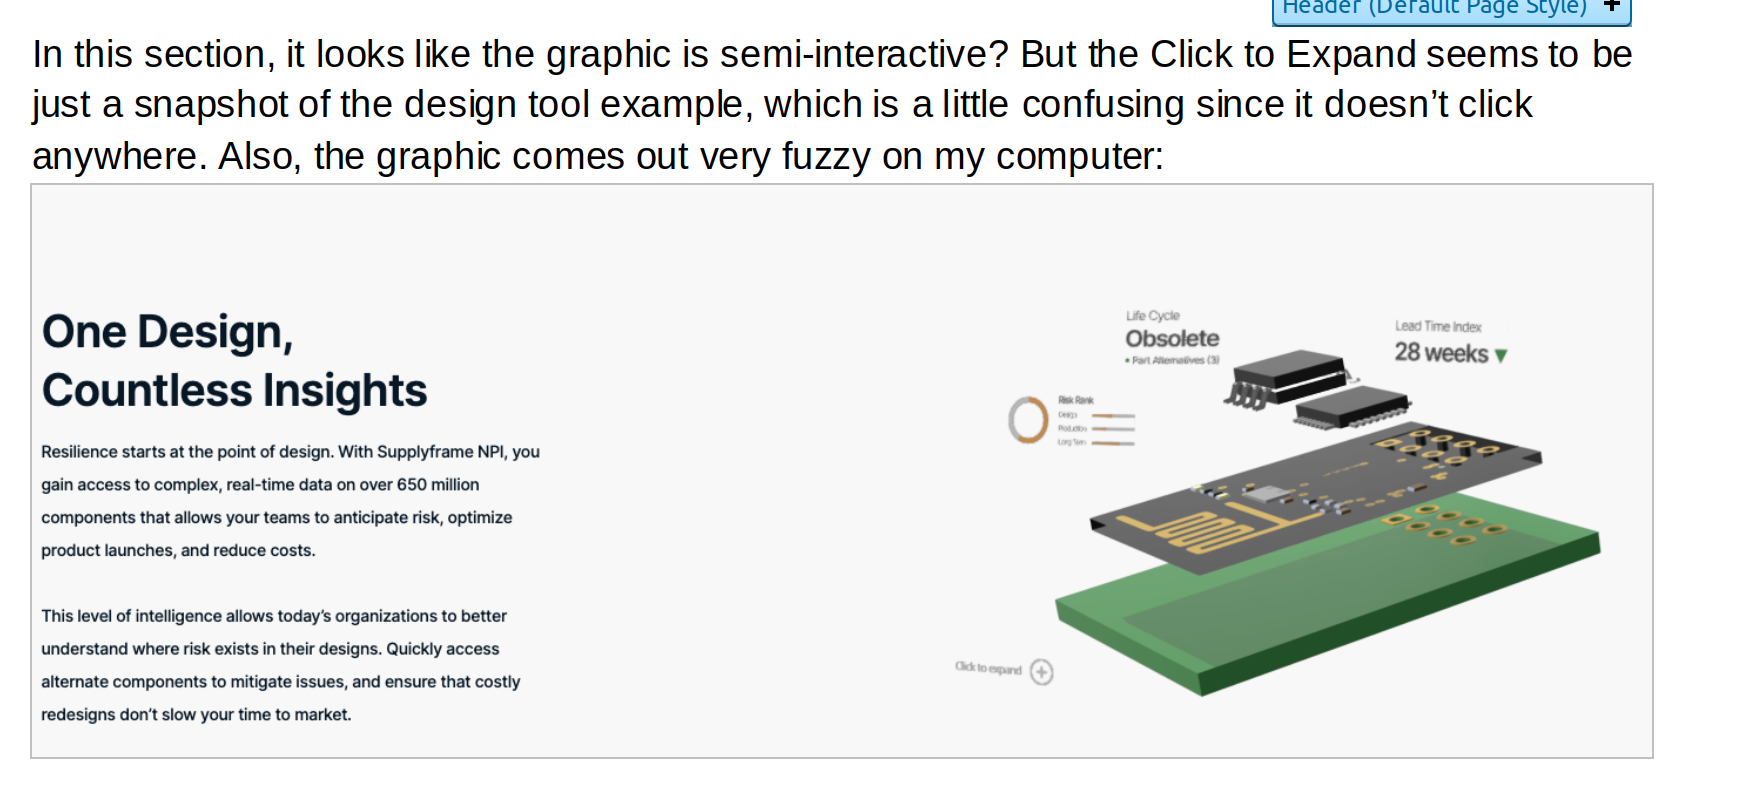 Header (Default Page Style) +
In this section, it looks like the graphic is semi-interactive? But the Click to Expand seems to be
just a snapshot of the design tool example, which is a little confusing since it doesn’t click
anywhere. Also, the graphic comes out very fuzzy on my computer:
One Design,
Countless Insights
Resilience starts at the point of design. With Supplyframe NPI, you
gain access to complex, real-time data on over 650 million
components that allows your teams to anticipate risk, optimize
product launches, and reduce costs.
This level of intelligence allows today’s organizations to better
understand where risk exists in their designs. Quickly access
alternate components to mitigate issues, and ensure that costly
redesigns don’t slow your time to market.
Life Cycle
Obsolete
• Part Alternatives (3)
Lead Time Index
28 weeks ▼
Risk Rank
Design
Production
Long Term
Click to expand